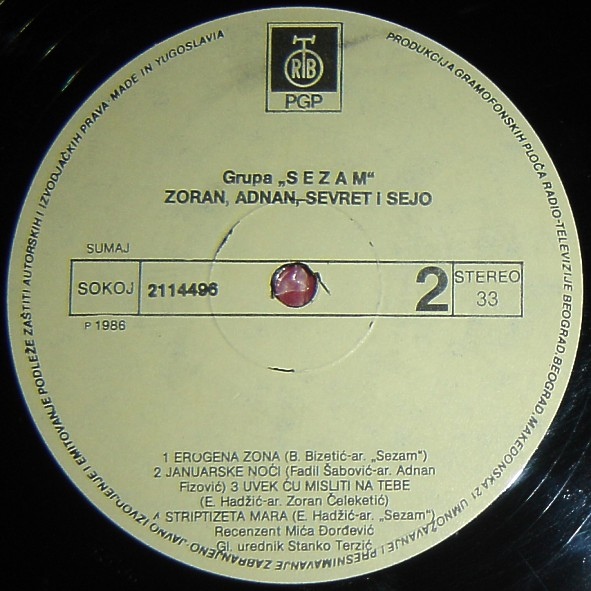 PRODUKCIJA GRAMOFONSKIH PLOČA RADIO-TELEVIZIJE BEOGRAD.BEOGRAD,MAKEDONSKA 21 UMNOŽAVANJE I PRESNIMAVANJE ZABRANJENO. JAVNO IZVODJENJE I EMITOVANJE PODLEŽE ZAŠTITI AUTORSKIH I IZVODJAČKIH PRAVA·MADE IN YUGOSLAVIA
RTB
PGP
Grupa „SEZAM"
ZORAN, ADNAN, SEVRET I SEJO
SUMAJ
SOKOJ
2114496
2
STEREO
33
P 1986
1 EROGENA ZONA (B. Bizetić-ar. „Sezam")
2 JANUARSKE NOĆI (Fadil Šabović-ar. Adnan
Fizović) 3 UVEK ĆU MISLITI NA TEBE
(E. Hadžić-ar. Zoran Čeleketić)
4 STRIPTIZETA MARA (E. Hadžić-ar. „Sezam")
Recenzent Mića Đorđević
Gl. urednik Stanko Terzić